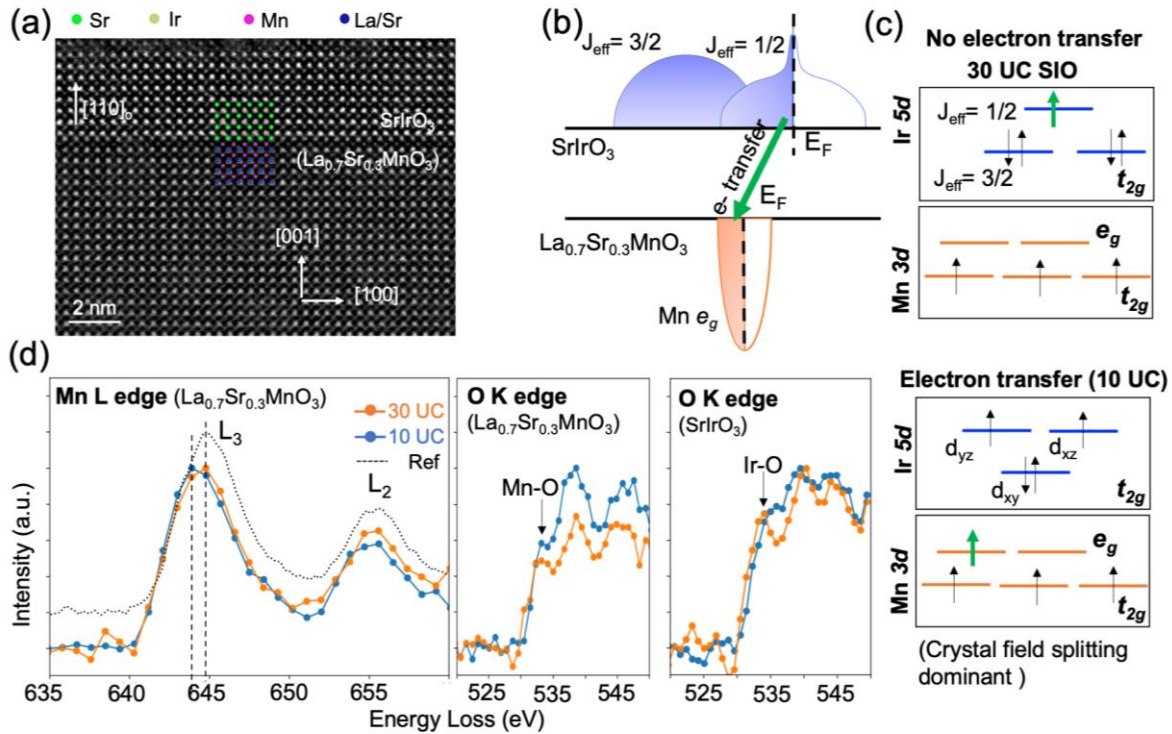 (a)
Sr Ir Mn La/Sr
[110]o
SrIrO3
(La0.7Sr0.3MnO3)
[001]
[100]
2 nm
(b)
Jeff= 3/2 Jeff= 1/2
SrIrO3
EF
e- transfer
EF
La0.7Sr0.3MnO3
Mn eg
(c)
No electron transfer
30 UC SIO
Ir 5d
Jeff= 1/2
Jeff= 3/2
t2g
Mn 3d
eg
t2g
Electron transfer (10 UC)
Ir 5d
dyz
dxz
dxy
t2g
Mn 3d
eg
t2g
(Crystal field splitting
dominant )
(d)
Mn L edge (La0.7Sr0.3MnO3)
30 UC
10 UC
Ref
L3
L2
O K edge
(La0.7Sr0.3MnO3)
Mn-O
O K edge
(SrIrO3)
Ir-O
Intensity (a.u.)
635 640 645 650 655
525 535 545
525 535 545
Energy Loss (eV)